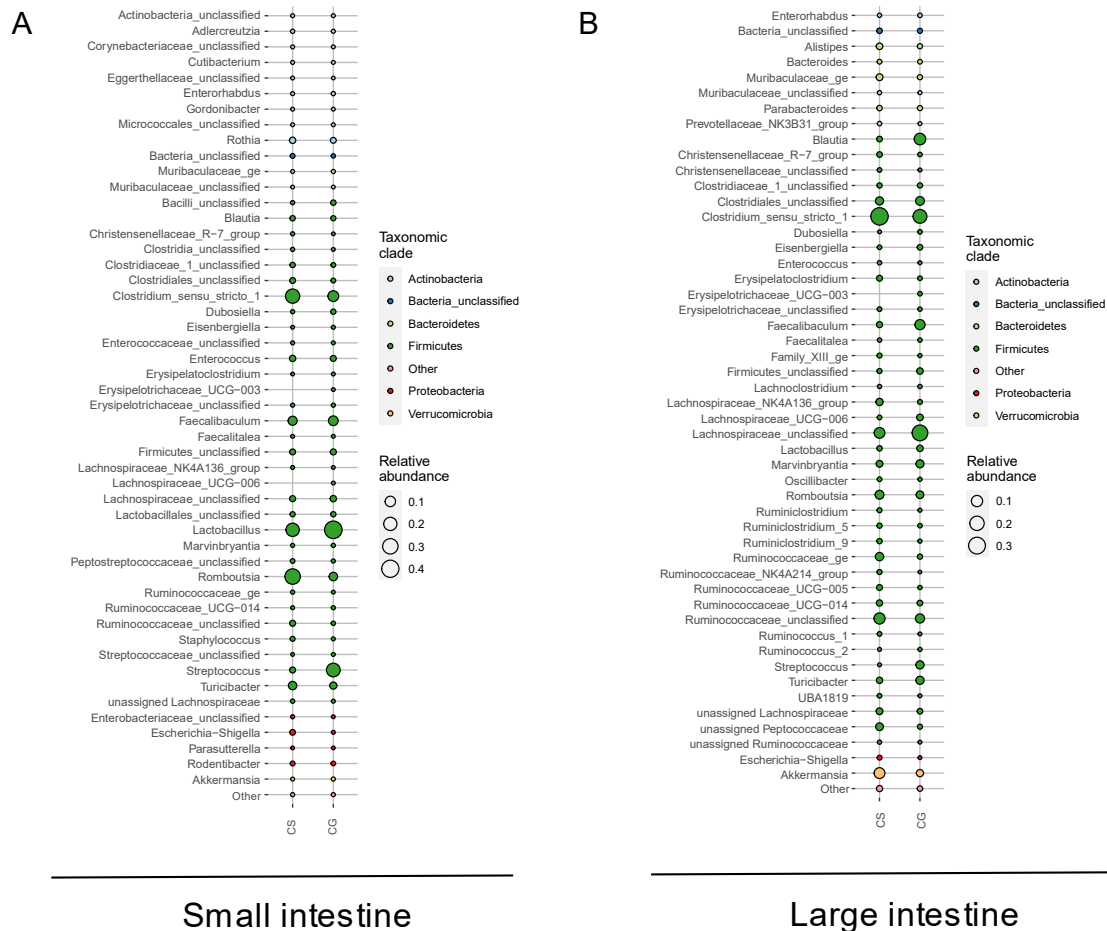 A
Actinobacteria_unclassified
Adlercreutzia
Corynebacteriaceae_unclassified
Cutibacterium
Eggerthellaceae_unclassified
Enterorhabdus
Gordonibacter
Micrococcales_unclassified
Rothia
Bacteria_unclassified
Muribaculaceae_ge
Muribaculaceae_unclassified
Bacilli_unclassified
Blautia
Christensenellaceae_R−7_group
Clostridia_unclassified
Clostridiaceae_1_unclassified
Clostridiales_unclassified
Clostridium_sensu_stricto_1
Dubosiella
Eisenbergiella
Enterococcaceae_unclassified
Enterococcus
Erysipelatoclostridium
Erysipelotrichaceae_UCG−003
Erysipelotrichaceae_unclassified
Faecalibaculum
Faecalitalea
Firmicutes_unclassified
Lachnospiraceae_NK4A136_group
Lachnospiraceae_UCG−006
Lachnospiraceae_unclassified
Lactobacillales_unclassified
Lactobacillus
Marvinbryantia
Peptostreptococcaceae_unclassified
Romboutsia
Ruminococcaceae_ge
Ruminococcaceae_UCG−014
Ruminococcaceae_unclassified
Staphylococcus
Streptococcaceae_unclassified
Streptococcus
Turicibacter
unassigned Lachnospiraceae
Enterobacteriaceae_unclassified
Escherichia−Shigella
Parasutterella
Rodentibacter
Akkermansia
Other
CS
CG
Taxonomic
clade
Actinobacteria
Bacteria_unclassified
Bacteroidetes
Firmicutes
Other
Proteobacteria
Verrucomicrobia
Relative
abundance
0.1
0.2
0.3
0.4
Small intestine
B
Enterorhabdus
Bacteria_unclassified
Alistipes
Bacteroides
Muribaculaceae_ge
Muribaculaceae_unclassified
Parabacteroides
Prevotellaceae_NK3B31_group
Blautia
Christensenellaceae_R−7_group
Christensenellaceae_unclassified
Clostridiaceae_1_unclassified
Clostridiales_unclassified
Clostridium_sensu_stricto_1
Dubosiella
Eisenbergiella
Enterococcus
Erysipelatoclostridium
Erysipelotrichaceae_UCG−003
Erysipelotrichaceae_unclassified
Faecalibaculum
Faecalitalea
Family_XIII_ge
Firmicutes_unclassified
Lachnoclostridium
Lachnospiraceae_NK4A136_group
Lachnospiraceae_UCG−006
Lachnospiraceae_unclassified
Lactobacillus
Marvinbryantia
Oscillibacter
Romboutsia
Ruminiclostridium
Ruminiclostridium_5
Ruminiclostridium_9
Ruminococcaceae_ge
Ruminococcaceae_NK4A214_group
Ruminococcaceae_UCG−005
Ruminococcaceae_UCG−014
Ruminococcaceae_unclassified
Ruminococcus_1
Ruminococcus_2
Streptococcus
Turicibacter
UBA1819
unassigned Lachnospiraceae
unassigned Peptococcaceae
unassigned Ruminococcaceae
Escherichia−Shigella
Akkermansia
Other
CS
CG
Taxonomic
clade
Actinobacteria
Bacteria_unclassified
Bacteroidetes
Firmicutes
Other
Proteobacteria
Verrucomicrobia
Relative
abundance
0.1
0.2
0.3
Large intestine